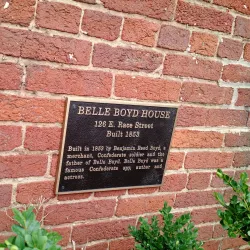 BELLE BOYD HOUSE
126 E. Race Street
Built 1853
Built in 1853 by Benjamin Reed Boyd, a
merchant, Confederate soldier and the
father of Belle Boyd. Belle Boyd was a
famous Confederate spy, author and
actress.